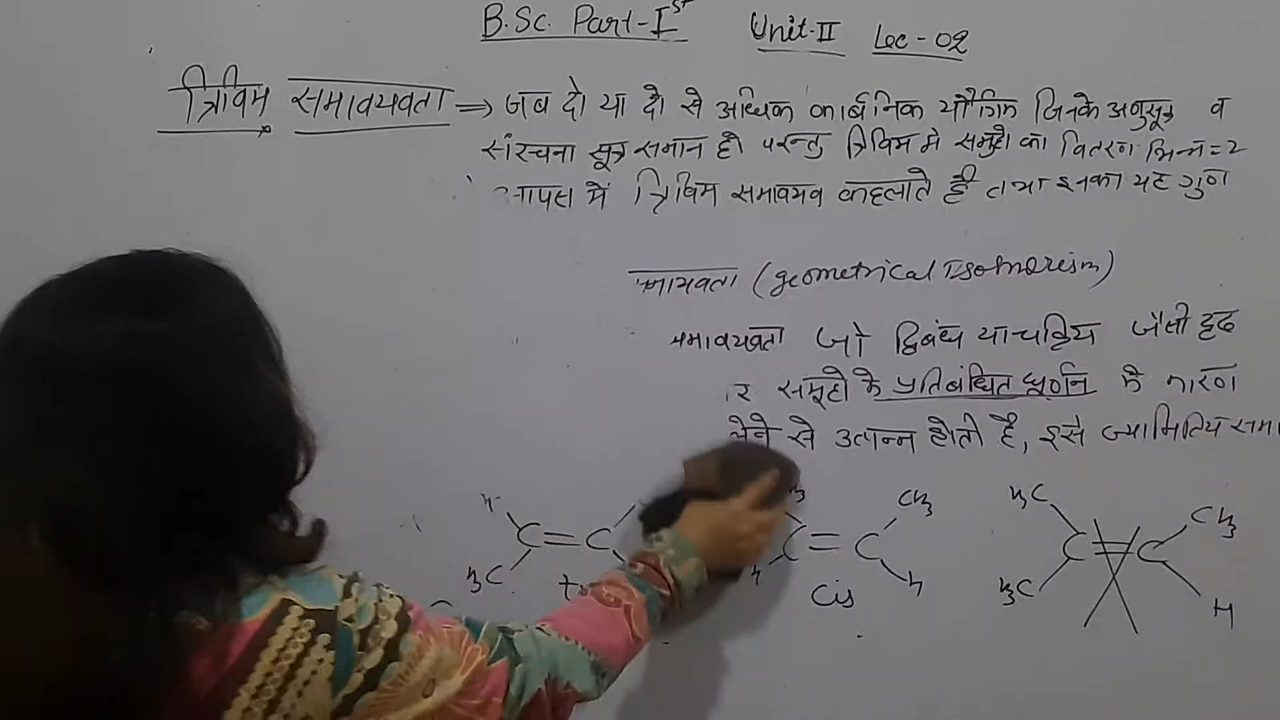 B.Sc. Part-Ist Unit-II Lec-02
त्रिविम समावयवता ⇒ जब दो या दो से अधिक कार्बनिक यौगिक जिनके अणुसूत्र व
संरचना सूत्र समान हो परन्तु त्रिविम मे समूहो का वितरण भिन्न=2
आपस में त्रिविम समावयव कहलाते है तथा इनका यह गुण
(geometrical Isomerism)
समावयवता जो द्विबंध या चक्रिय जैसी दृढ
समूहो के प्रतिबंधित घूर्णन के कारण
से उत्पन्न होती है, इसे ज्यामितिय समा
CH3 H3C CH3
C=C C=C C=C
H3C H H3C H
cis